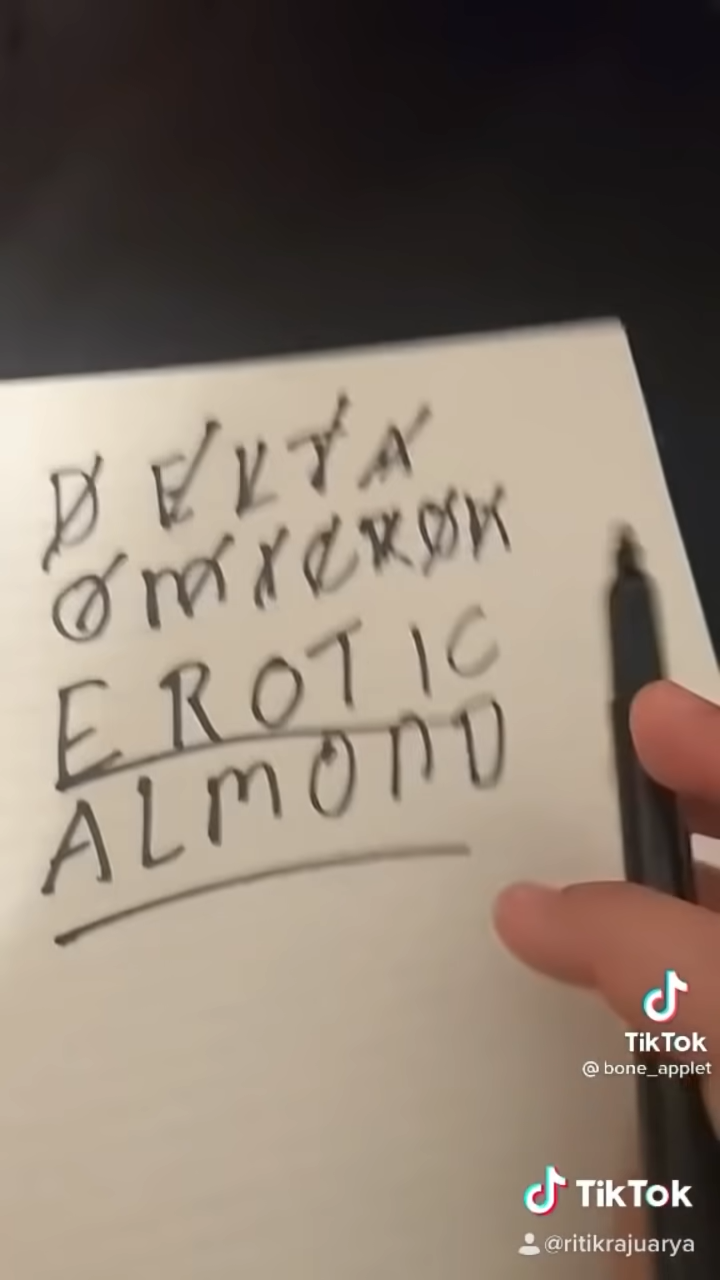 DELTA
OMICRON
EROTIC
ALMOND
TikTok
@bone_applet
TikTok
@ritikrajuarya